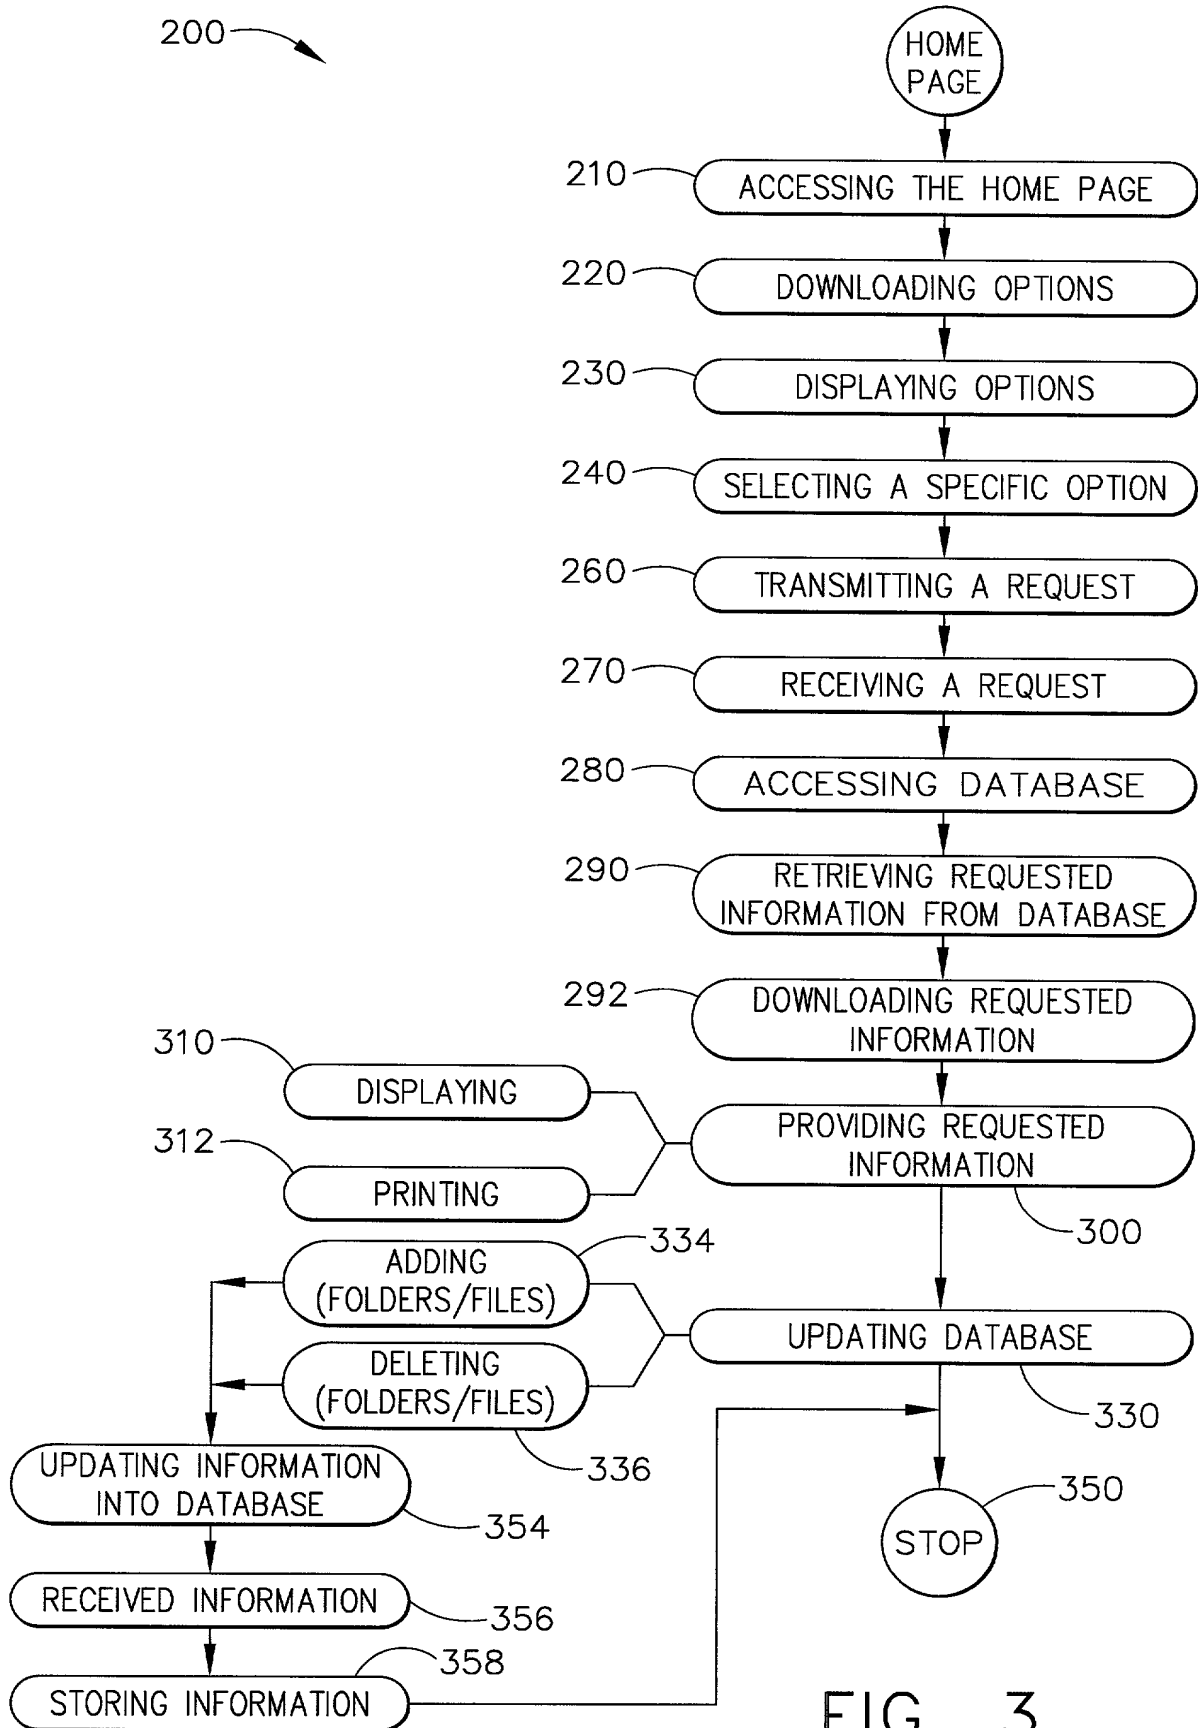 200
HOME
PAGE
210
ACCESSING THE HOME PAGE
220
DOWNLOADING OPTIONS
230
DISPLAYING OPTIONS
240
SELECTING A SPECIFIC OPTION
260
TRANSMITTING A REQUEST
270
RECEIVING A REQUEST
280
ACCESSING DATABASE
290
RETRIEVING REQUESTED
INFORMATION FROM DATABASE
292
DOWNLOADING REQUESTED
INFORMATION
310
DISPLAYING
312
PRINTING
PROVIDING REQUESTED
INFORMATION
300
334
ADDING
(FOLDERS/FILES)
UPDATING DATABASE
330
DELETING
(FOLDERS/FILES)
336
UPDATING INFORMATION
INTO DATABASE
354
350
STOP
RECEIVED INFORMATION
356
358
STORING INFORMATION
FIG. 3